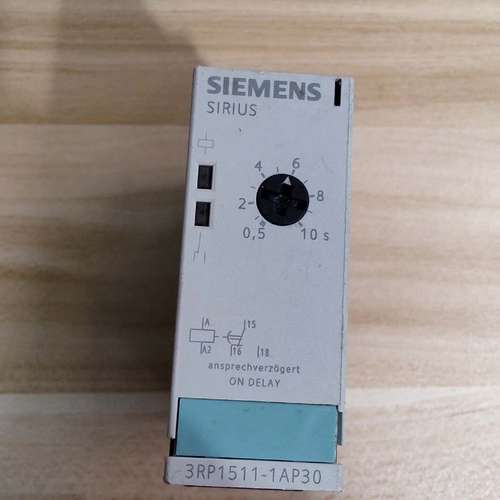 SIEMENS
SIRIUS
4 6
2 8
0,5 10 s
A 15
A2 16 18
ansprechverzögert
ON DELAY
3RP1511-1AP30